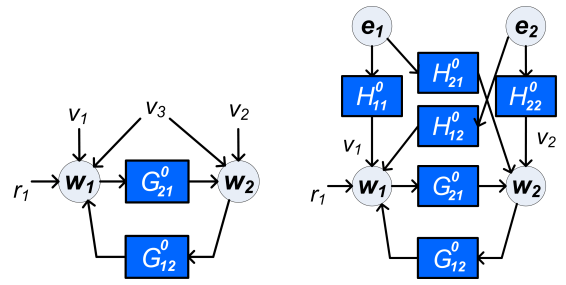 v₁
v₃
v₂
r₁
w₁
G⁰₂₁
w₂
G⁰₁₂
e₁
e₂
H⁰₂₁
H⁰₁₁
H⁰₂₂
H⁰₁₂
v₁
v₂
r₁
w₁
G⁰₂₁
w₂
G⁰₁₂